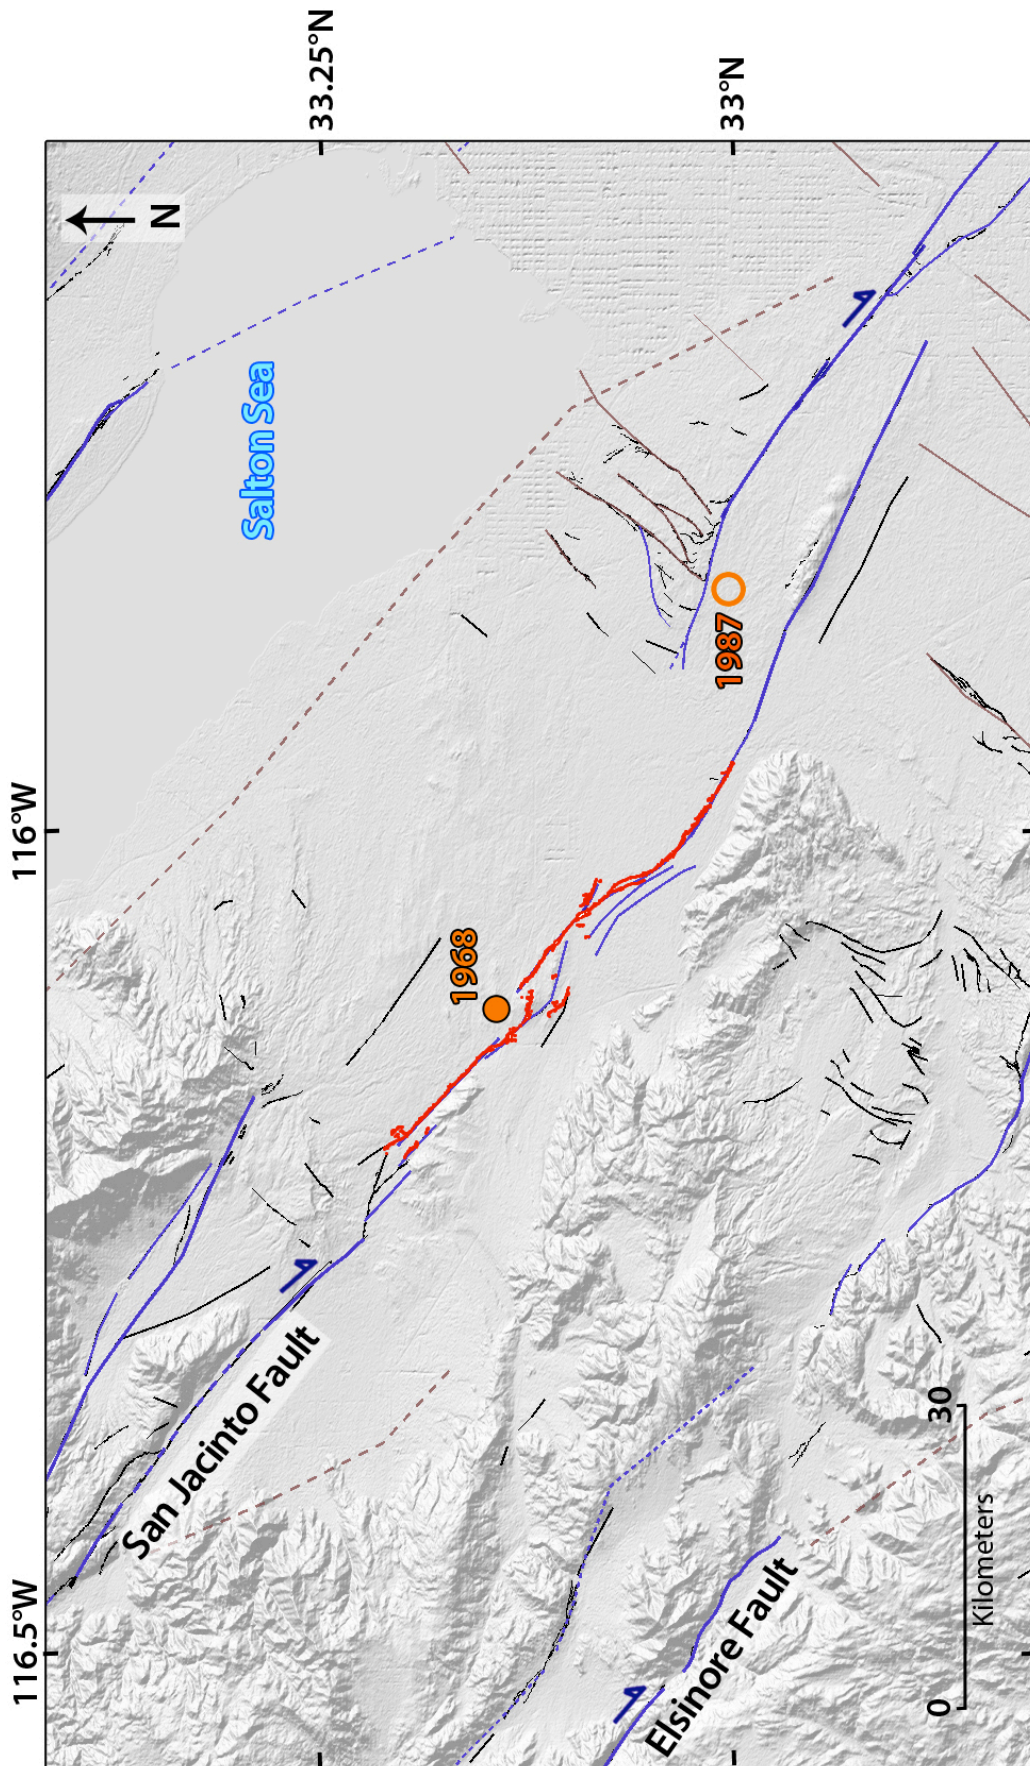 116.5°W
116°W
33.25°N
33°N
N
Salton Sea
1968
1987
San Jacinto Fault
Elsinore Fault
0
30
Kilometers